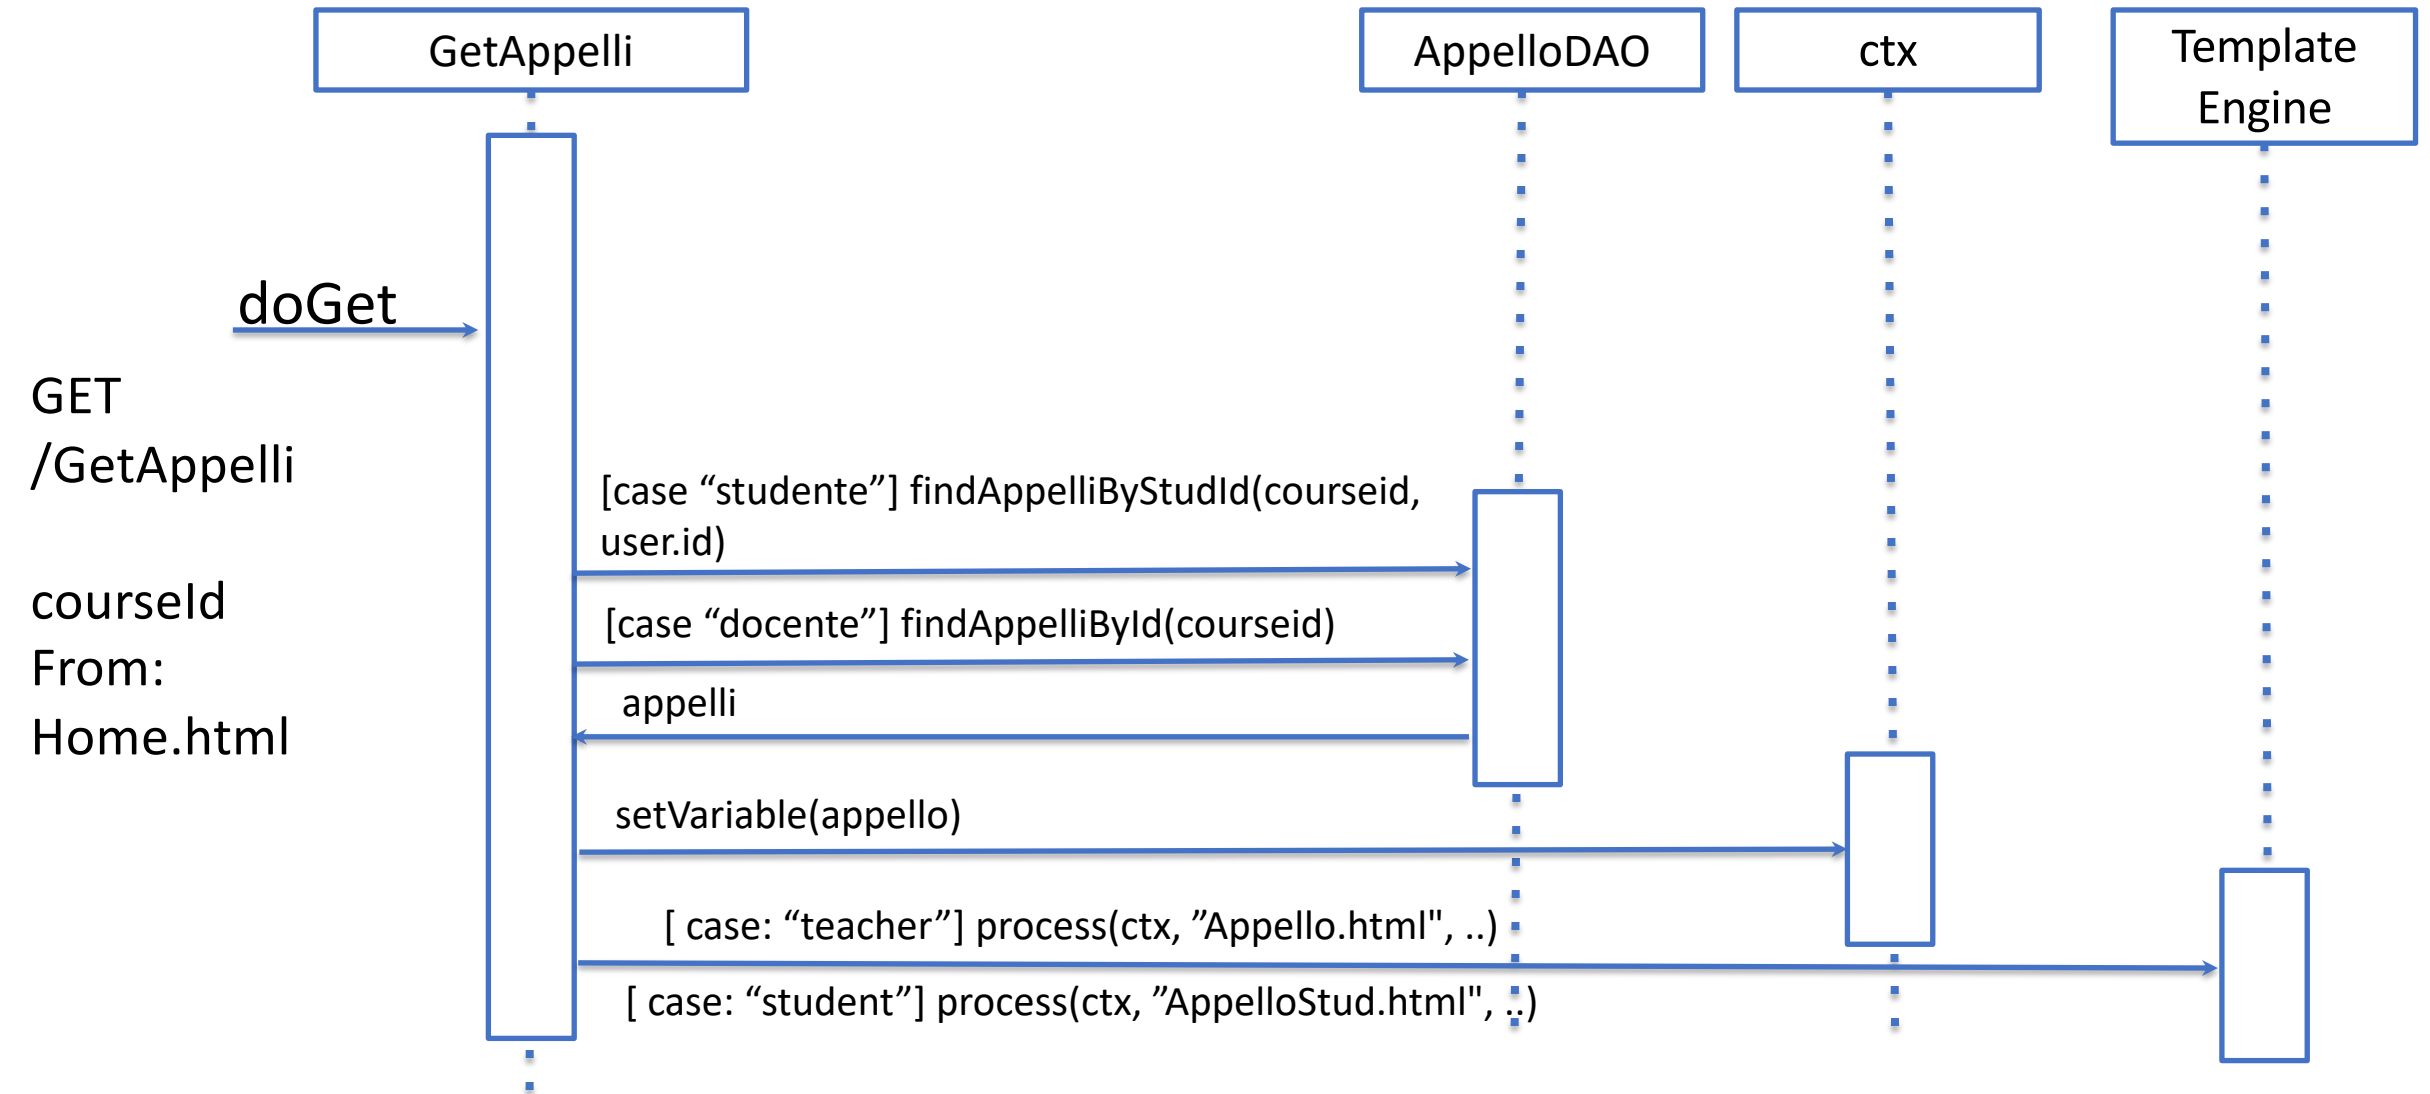 GetAppelli
AppelloDAO
ctx
Template
Engine
doGet
GET
/GetAppelli
courseId
From:
Home.html
[case “studente”] findAppelliByStudId(courseid,
user.id)
[case “docente”] findAppelliById(courseid)
appelli
setVariable(appello)
[ case: “teacher”] process(ctx, ”Appello.html", ..)
[ case: “student”] process(ctx, ”AppelloStud.html", ..)